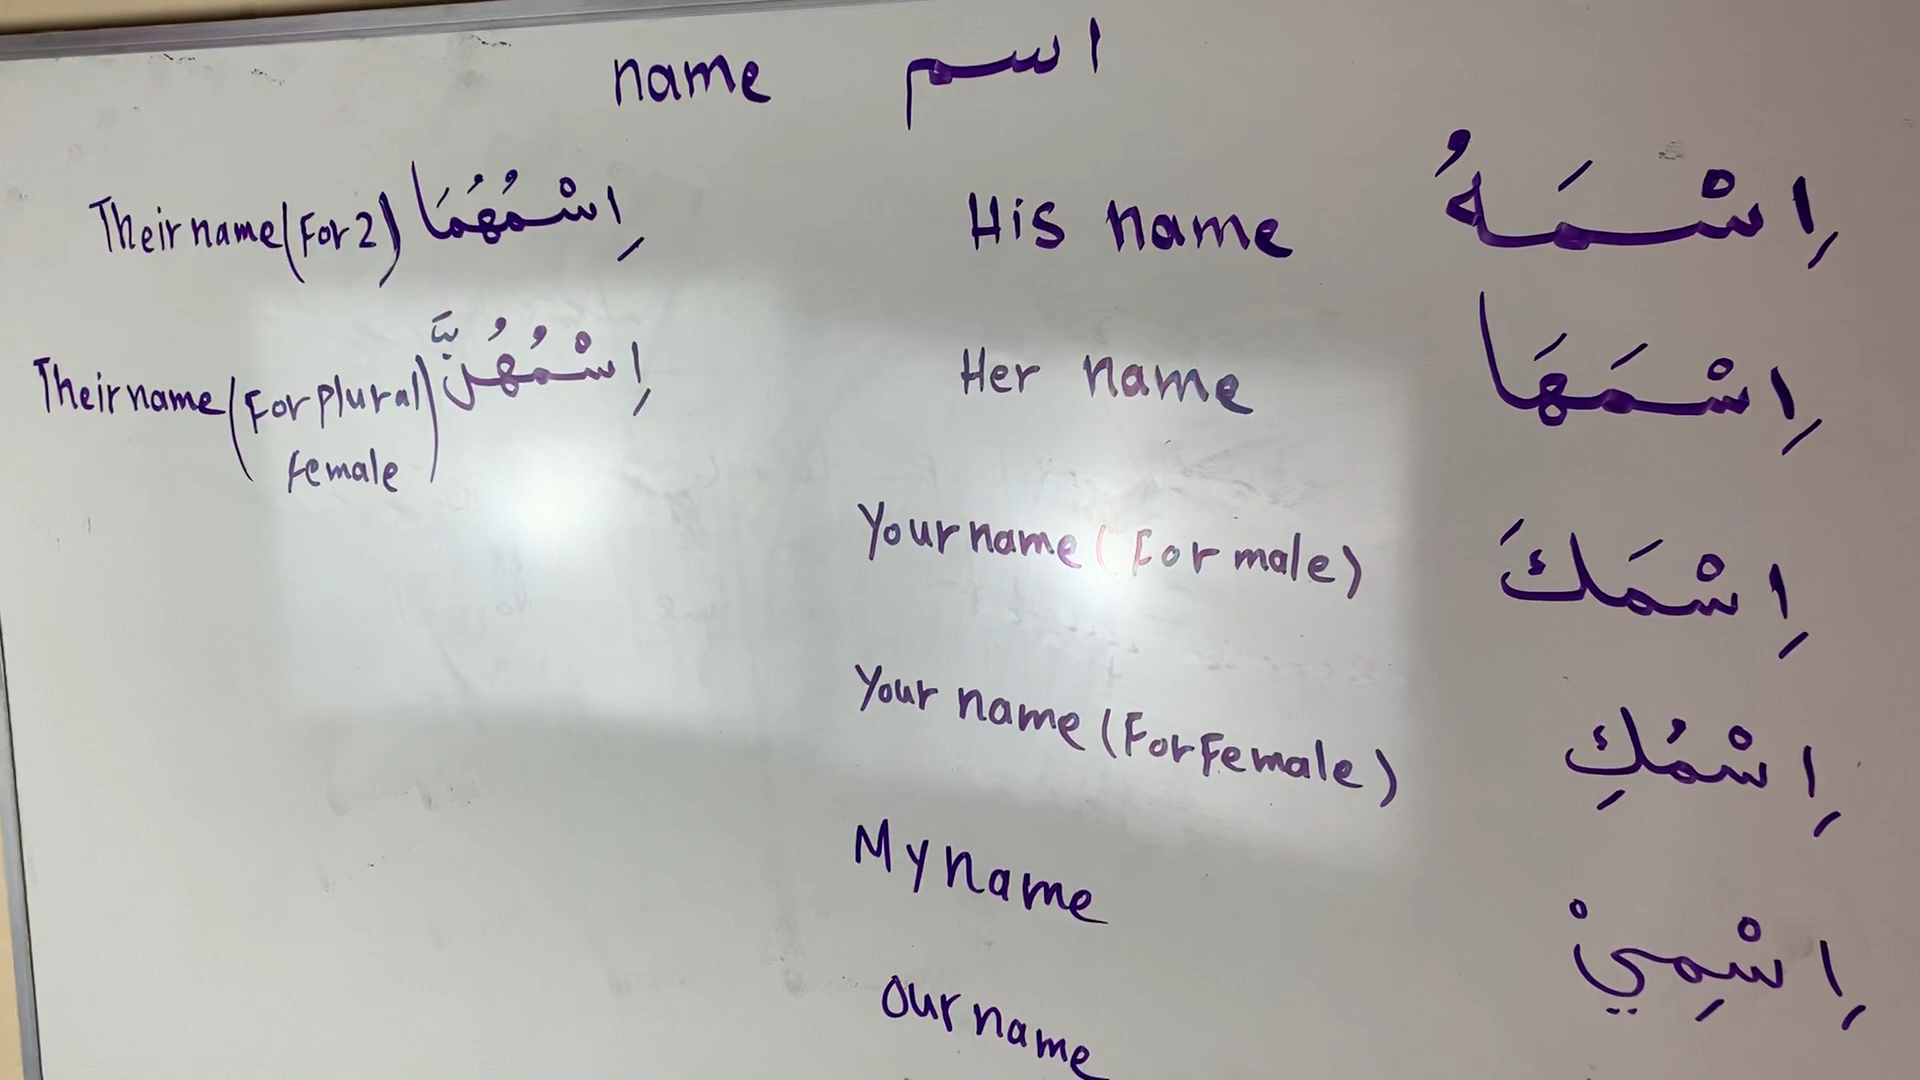 name اسم
His name اِسْمَهُ
Her name اِسْمَهَا
Your name (For male) اِسْمَكَ
Your name (For Female) اِسْمُكِ
My name اِسْمِيْ
Our name
Their name (For 2) اِسْمُهُمَا
Their name (For plural female) اِسْمُهُنَّ